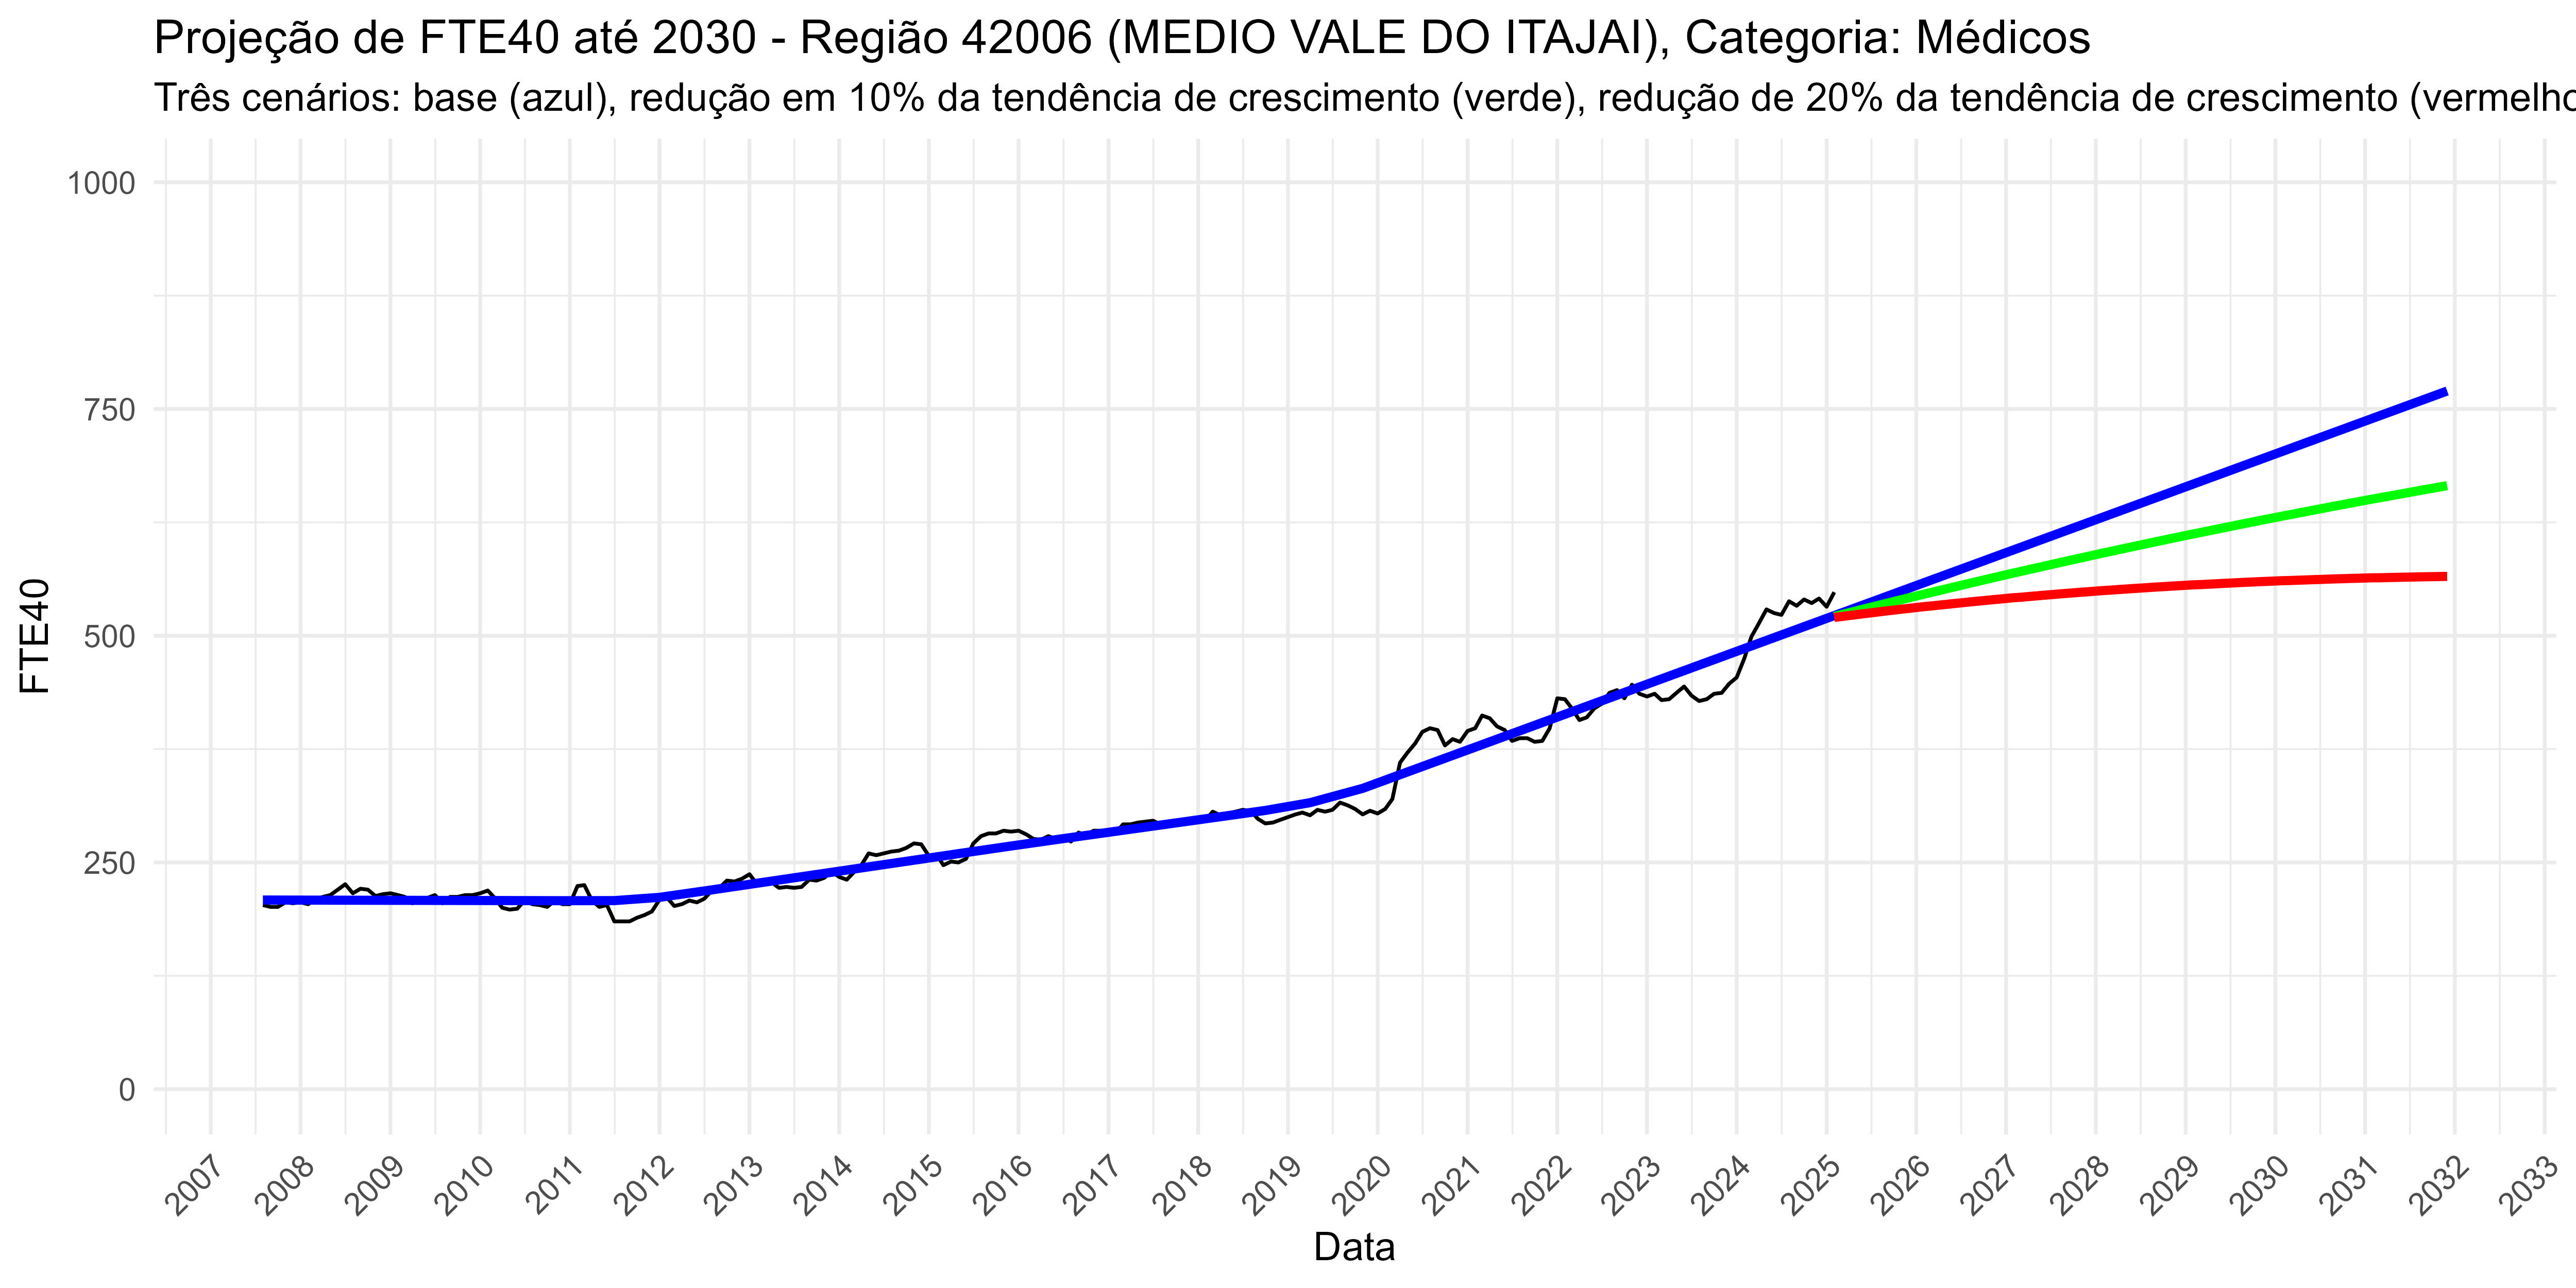 Projeção de FTE40 até 2030 - Região 42006 (MEDIO VALE DO ITAJAI), Categoria: Médicos
Três cenários: base (azul), redução em 10% da tendência de crescimento (verde), redução de 20% da tendência de crescimento (vermelho
1000
750
500
250
0
FTE40
2007 2008 2009 2010 2011 2012 2013 2014 2015 2016 2017 2018 2019 2020 2021 2022 2023 2024 2025 2026 2027 2028 2029 2030 2031 2032 2033
Data